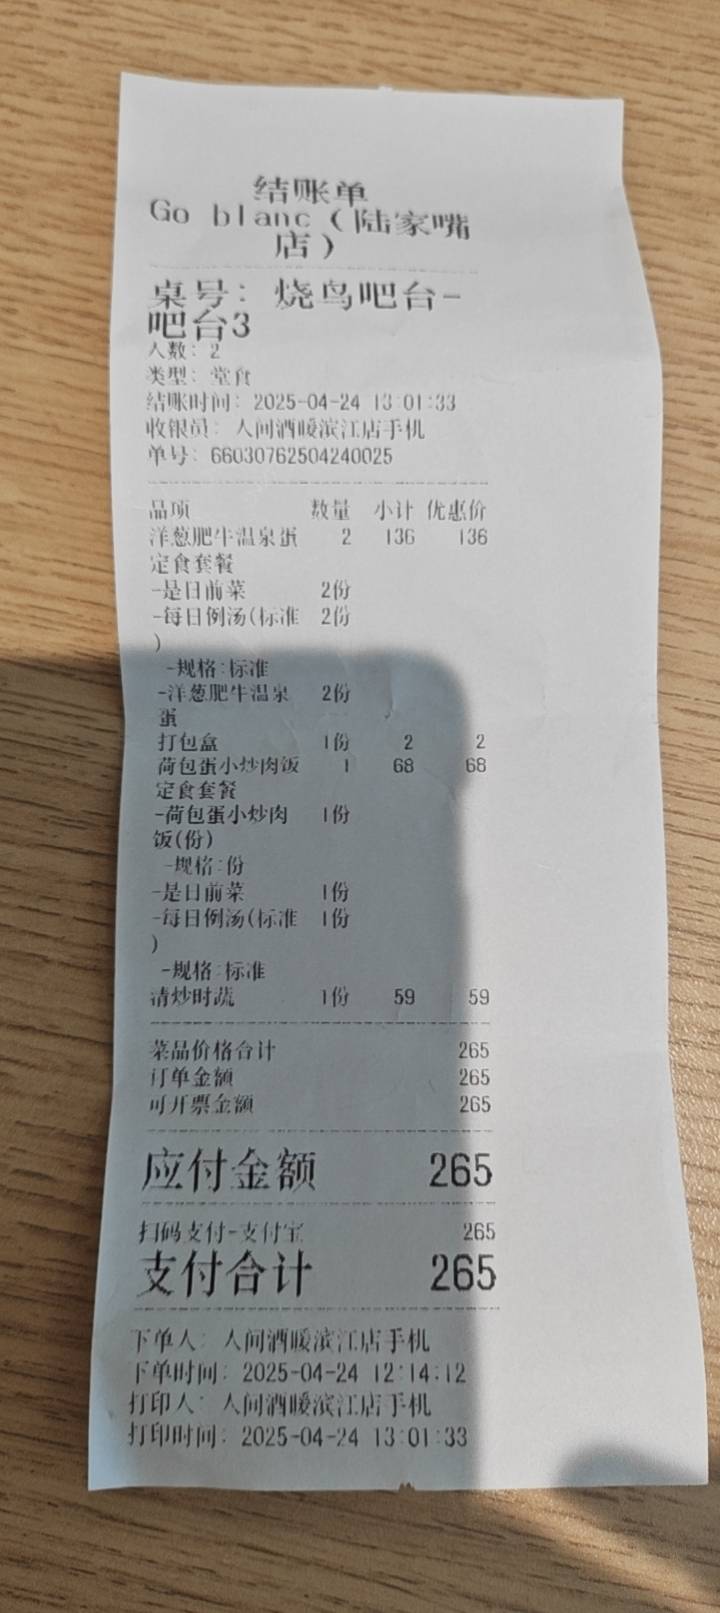 结账单
Go blanc（陆家嘴
店）
桌号：烧鸟吧台-
吧台3
人数：2
类型：堂食
结账时间：2025-04-24 13:01:33
收银员：人间酒暖滨江店手机
单号：66030762504240025
品项 数量 小计 优惠价
洋葱肥牛温泉蛋 2 136 136
定食套餐
-是日前菜 2份
-每日例汤(标准 2份
)
-规格:标准
-洋葱肥牛温泉 2份
蛋
打包盒 1份 2 2
荷包蛋小炒肉饭 1 68 68
定食套餐
-荷包蛋小炒肉 1份
饭(份)
-规格:份
-是日前菜 1份
-每日例汤(标准 1份
)
-规格:标准
清炒时蔬 1份 59 59
菜品价格合计 265
订单金额 265
可开票金额 265
应付金额 265
扫码支付-支付宝 265
支付合计 265
下单人：人间酒暖滨江店手机
下单时间：2025-04-24 12:14:12
打印人：人间酒暖滨江店手机
打印时间：2025-04-24 13:01:33